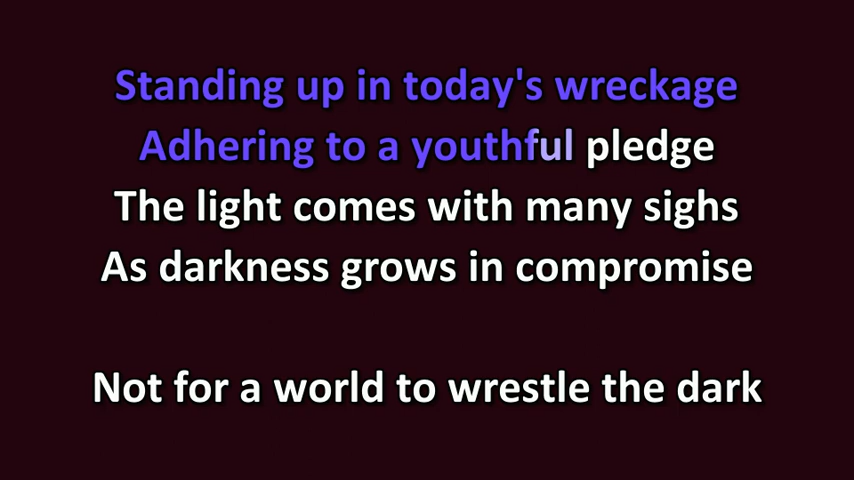 Standing up in today's wreckage
Adhering to a youthful pledge
The light comes with many sighs
As darkness grows in compromise
Not for a world to wrestle the dark